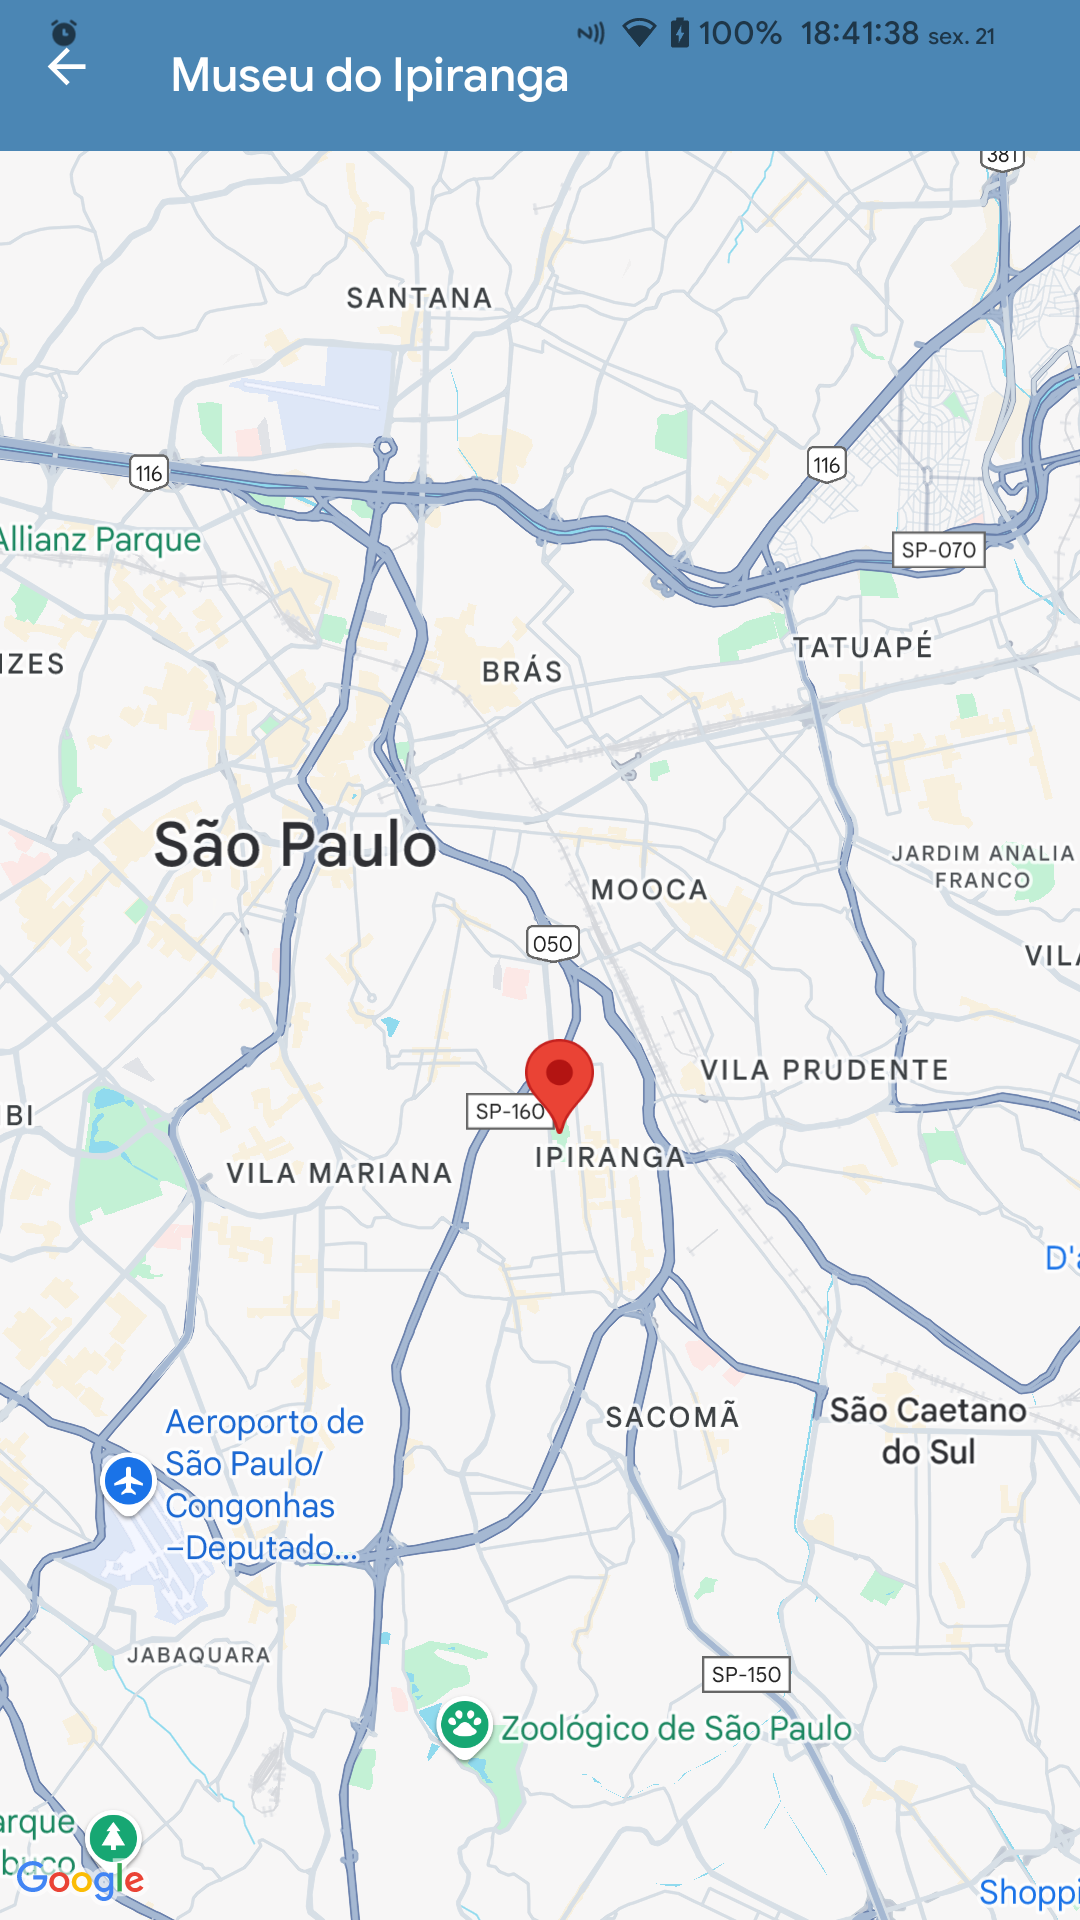 100% 18:41:38 sex. 21
Museu do Ipiranga
381
SANTANA
116
116
Allianz Parque
SP-070
TATUAPÉ
IZES
BRÁS
São Paulo
JARDIM ANALIA
FRANCO
MOOCA
050
VILA
VILA PRUDENTE
SP-160
IBI
IPIRANGA
VILA MARIANA
D'a
Aeroporto de
São Paulo/
Congonhas
–Deputado...
SACOMÃ
São Caetano
do Sul
JABAQUARA
SP-150
Zoológico de São Paulo
arque
buco
Google
Shoppi